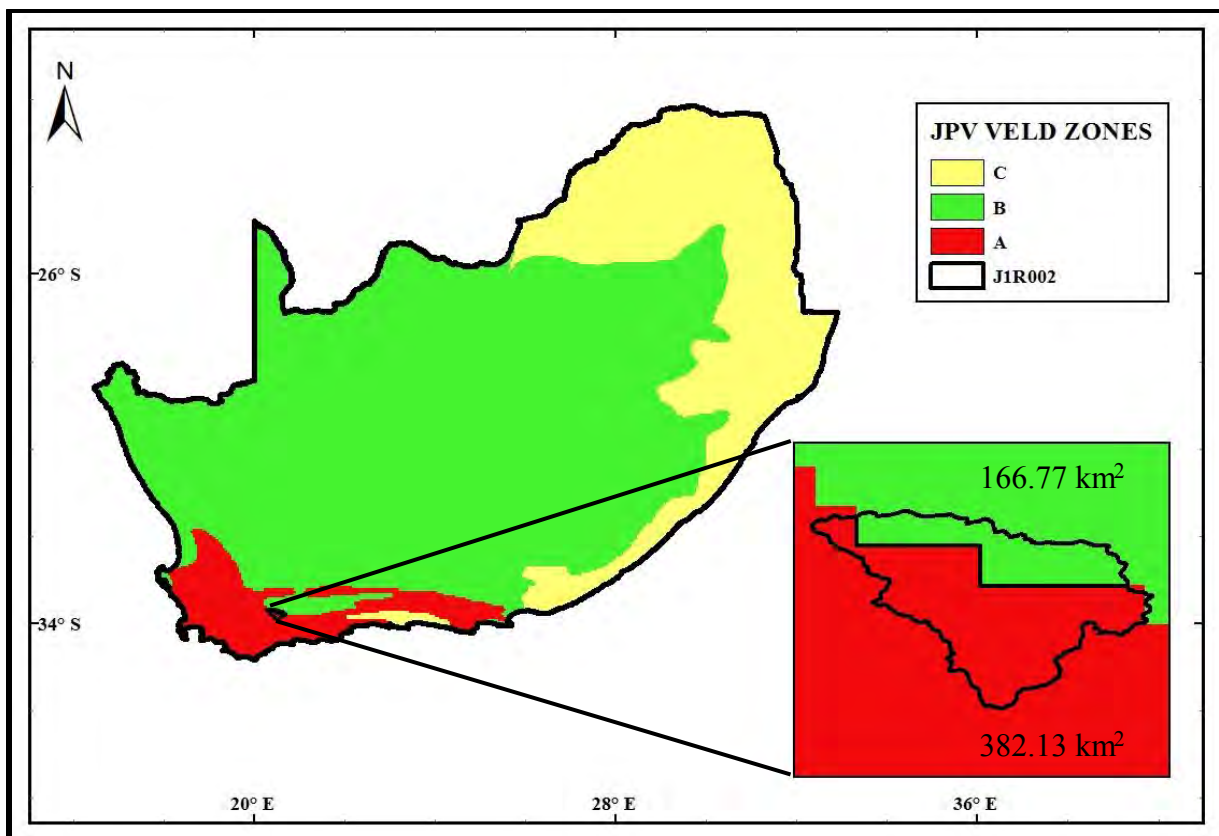 N
JPV VELD ZONES
C
B
A
J1R002
26° S
34° S
166.77 km²
382.13 km²
20° E
28° E
36° E